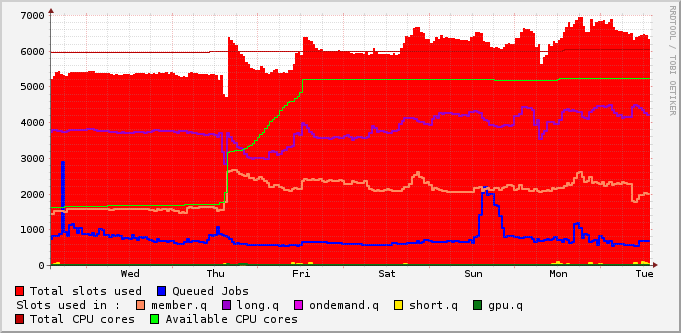 7000
6000
5000
4000
3000
2000
1000
0
Wed Thu Fri Sat Sun Mon Tue
RRDTOOL / TOBI OETIKER
Total slots used Queued Jobs
Slots used in : member.q long.q ondemand.q short.q gpu.q
Total CPU cores Available CPU cores